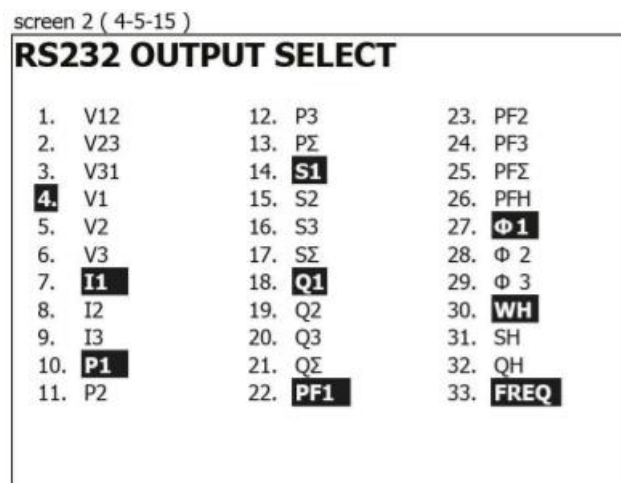 screen 2 ( 4-5-15 )
RS232 OUTPUT SELECT
1. V12
2. V23
3. V31
4. V1
5. V2
6. V3
7. I1
8. I2
9. I3
10. P1
11. P2
12. P3
13. PΣ
14. S1
15. S2
16. S3
17. SΣ
18. Q1
19. Q2
20. Q3
21. QΣ
22. PF1
23. PF2
24. PF3
25. PFΣ
26. PFH
27. Φ 1
28. Φ 2
29. Φ 3
30. WH
31. SH
32. QH
33. FREQ